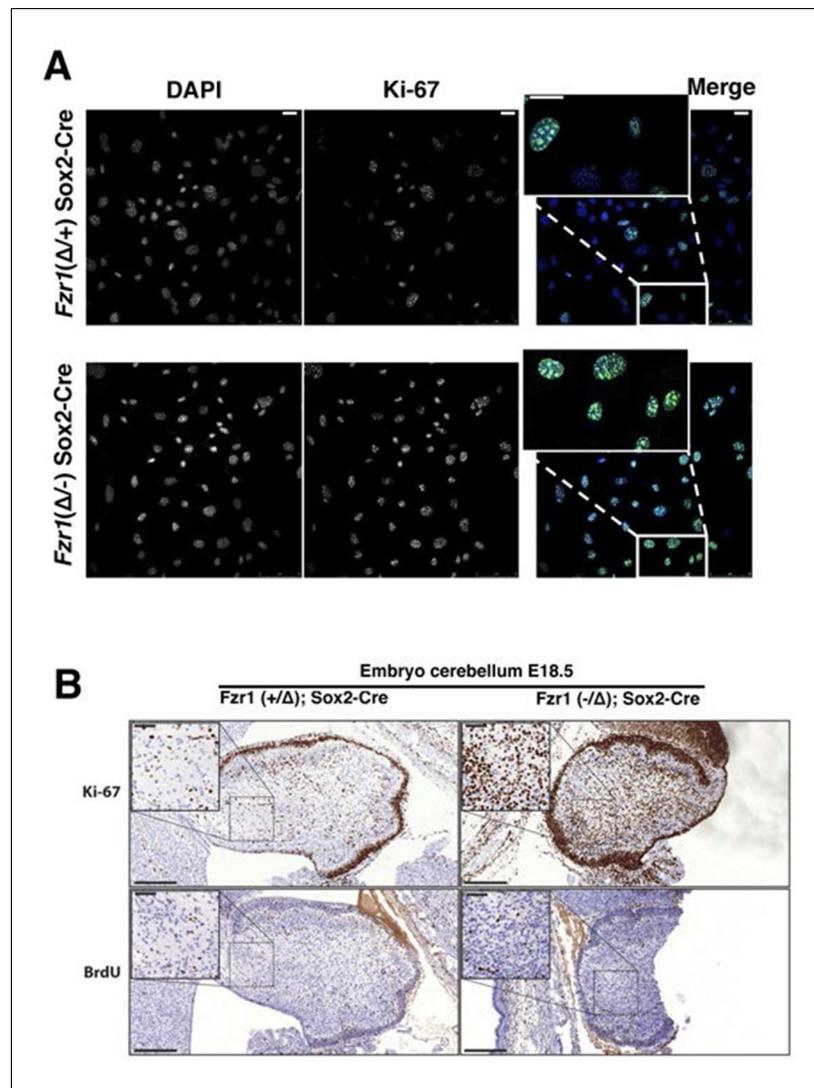 A
DAPI
Ki-67
Merge
Fzr1(Δ/+) Sox2-Cre
Fzr1(Δ/-) Sox2-Cre
B
Embryo cerebellum E18.5
Fzr1 (+/Δ); Sox2-Cre
Fzr1 (-/Δ); Sox2-Cre
Ki-67
BrdU